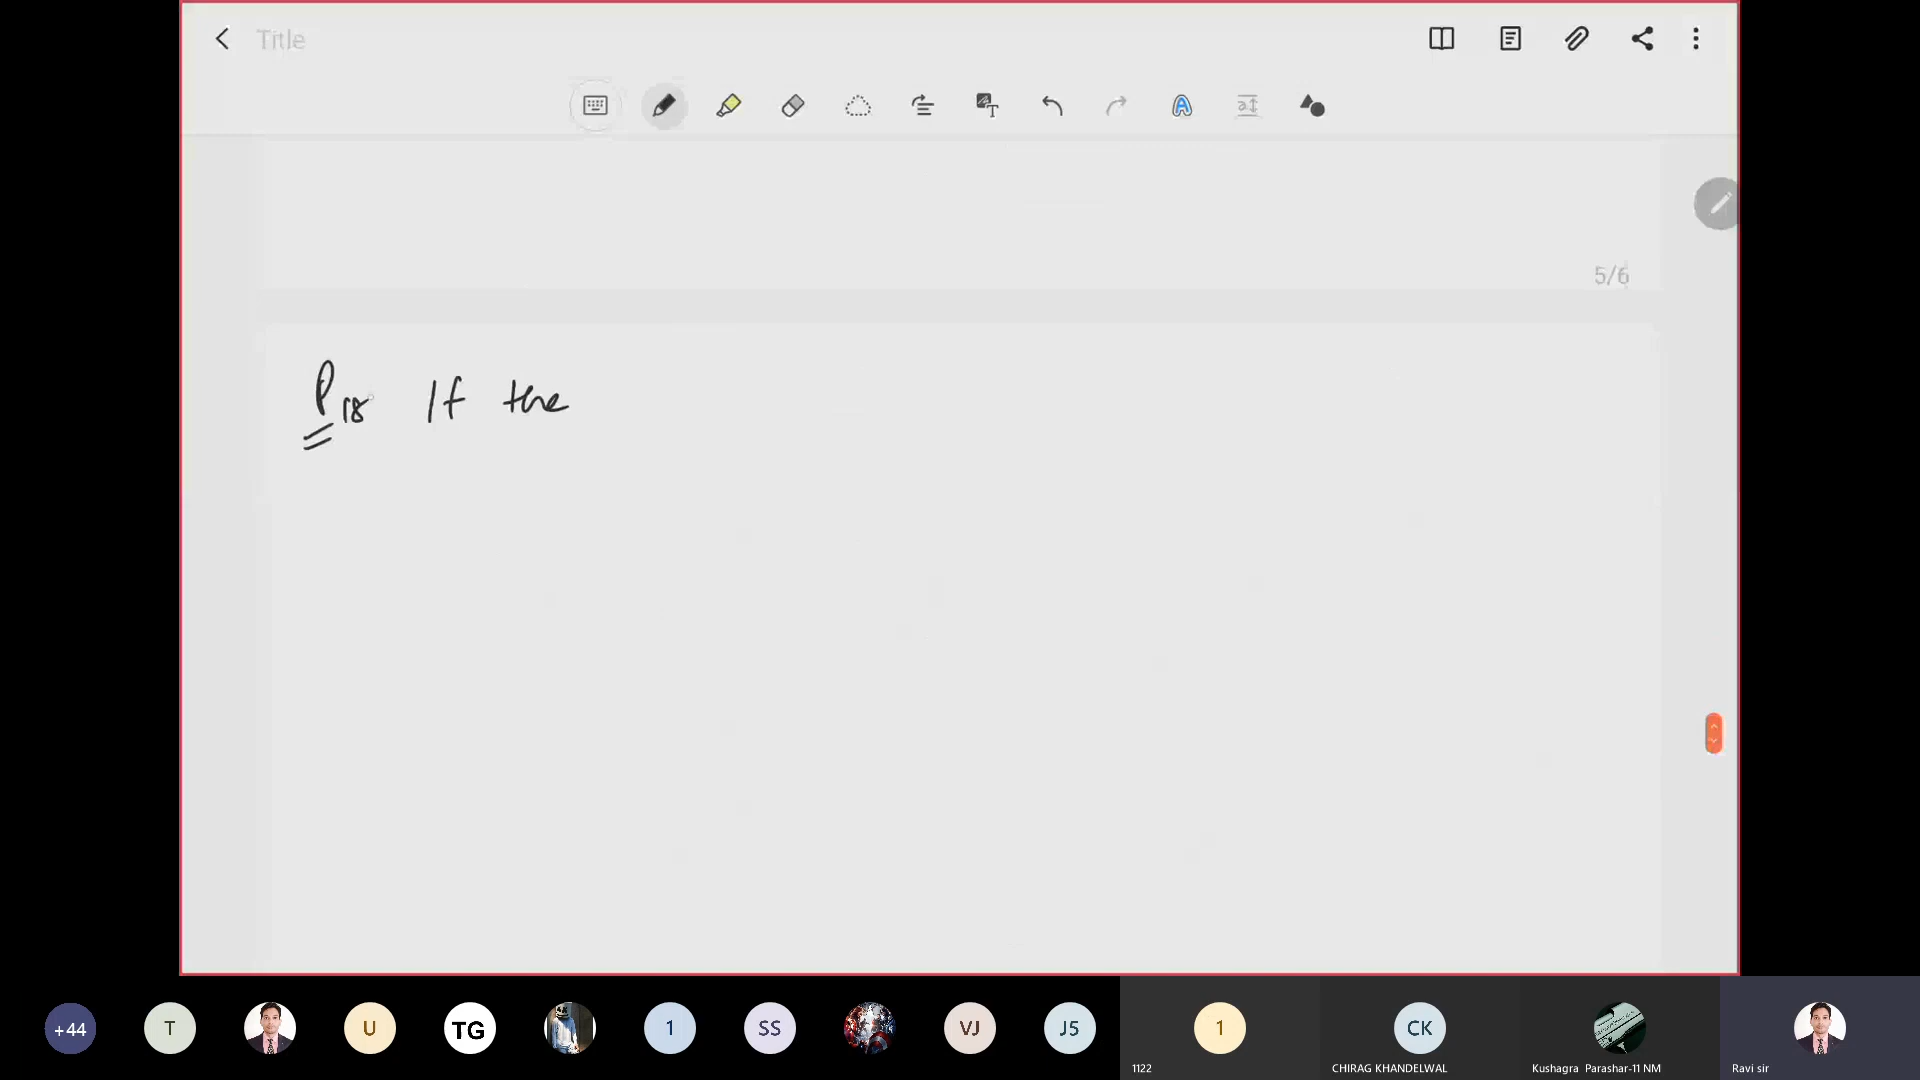 Title
5/6
P18 If the
+44 T U TG 1 SS VJ J5 1 CK
1122 CHIRAG KHANDELWAL Kushagra Parashar-11 NM Ravi sir